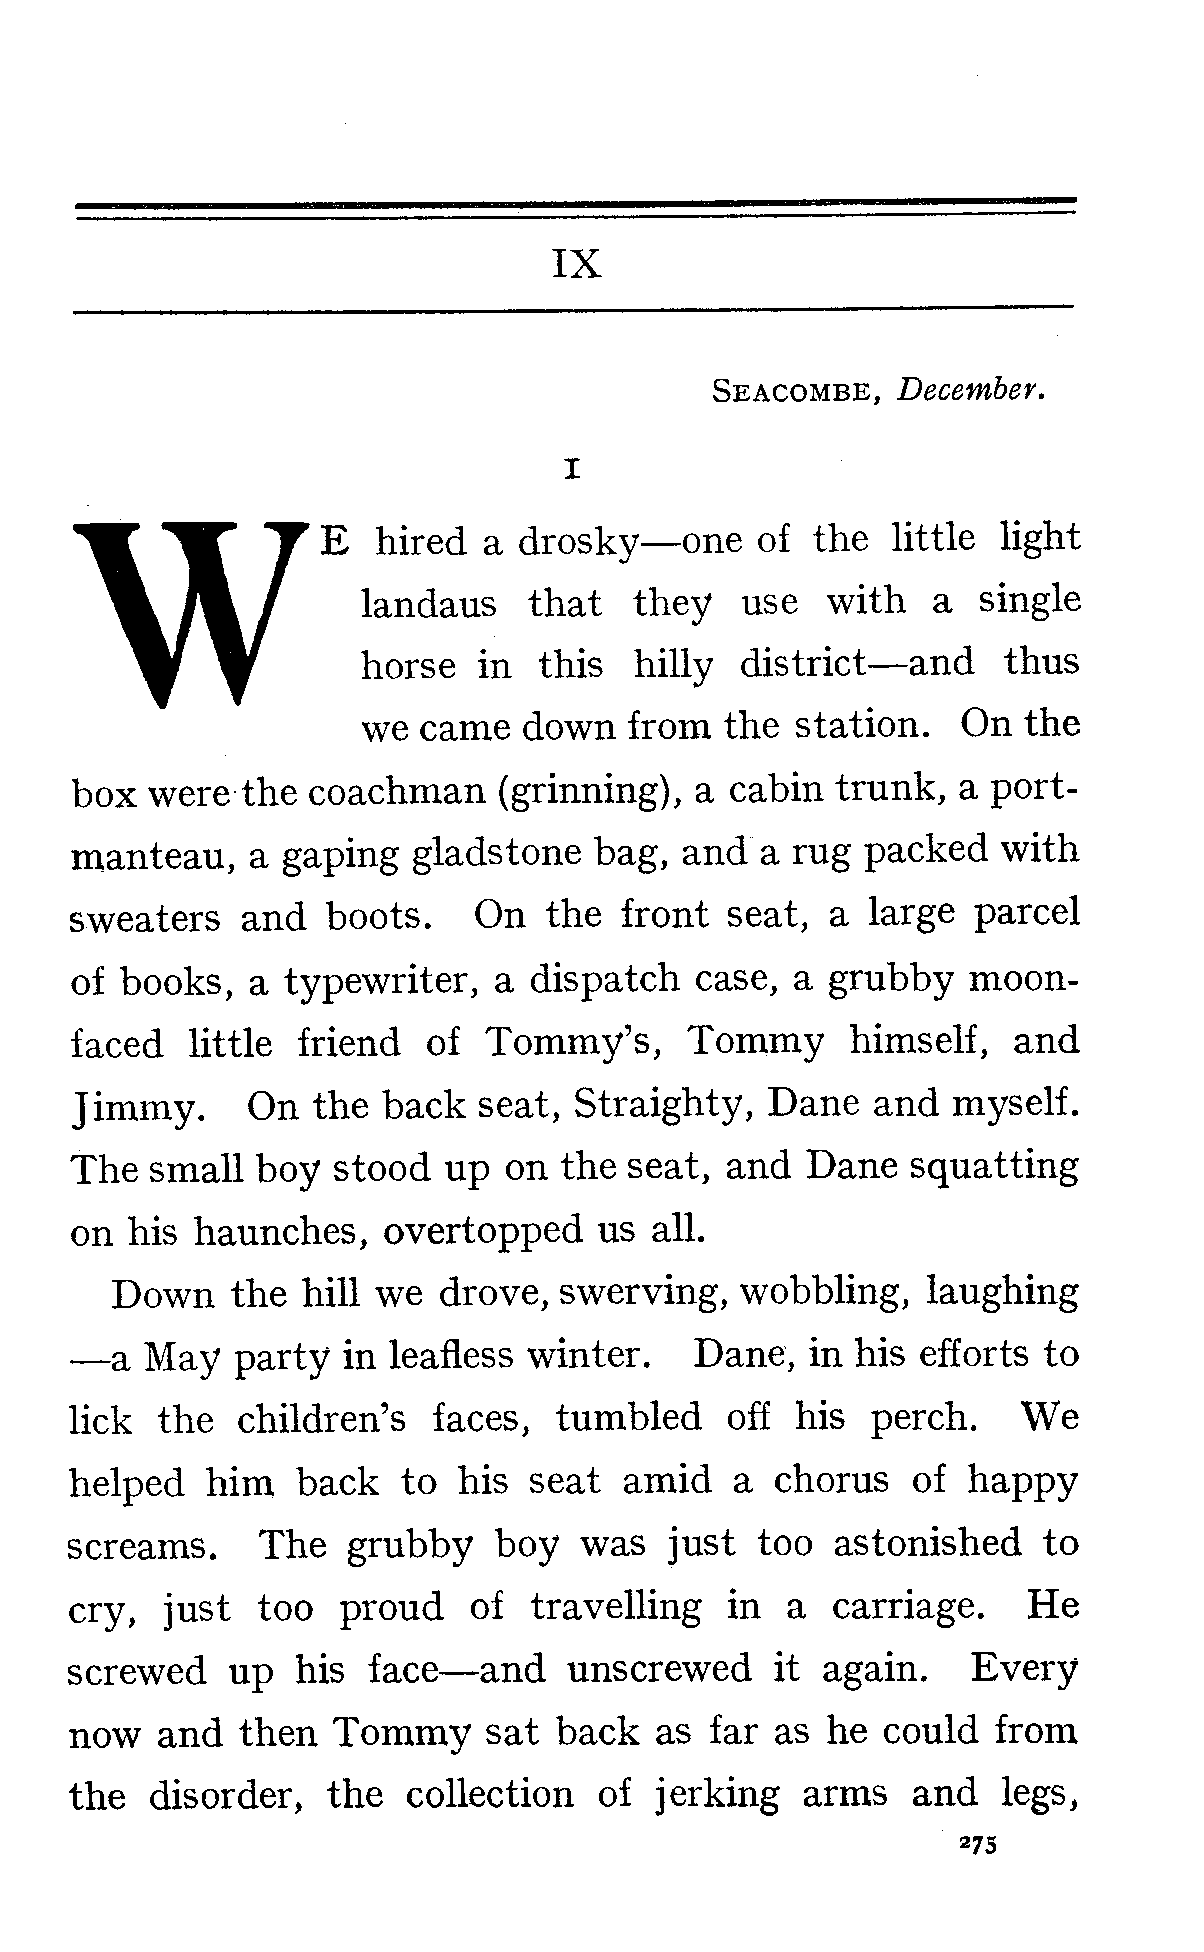 IX
SEACOMBE, December.
I
WE hired a drosky—one of the little light
landaus that they use with a single
horse in this hilly district—and thus
we came down from the station. On the
box were the coachman (grinning), a cabin trunk, a port-
manteau, a gaping gladstone bag, and a rug packed with
sweaters and boots. On the front seat, a large parcel
of books, a typewriter, a dispatch case, a grubby moon-
faced little friend of Tommy's, Tommy himself, and
Jimmy. On the back seat, Straighty, Dane and myself.
The small boy stood up on the seat, and Dane squatting
on his haunches, overtopped us all.
Down the hill we drove, swerving, wobbling, laughing
—a May party in leafless winter. Dane, in his efforts to
lick the children's faces, tumbled off his perch. We
helped him back to his seat amid a chorus of happy
screams. The grubby boy was just too astonished to
cry, just too proud of travelling in a carriage. He
screwed up his face—and unscrewed it again. Every
now and then Tommy sat back as far as he could from
the disorder, the collection of jerking arms and legs,
275